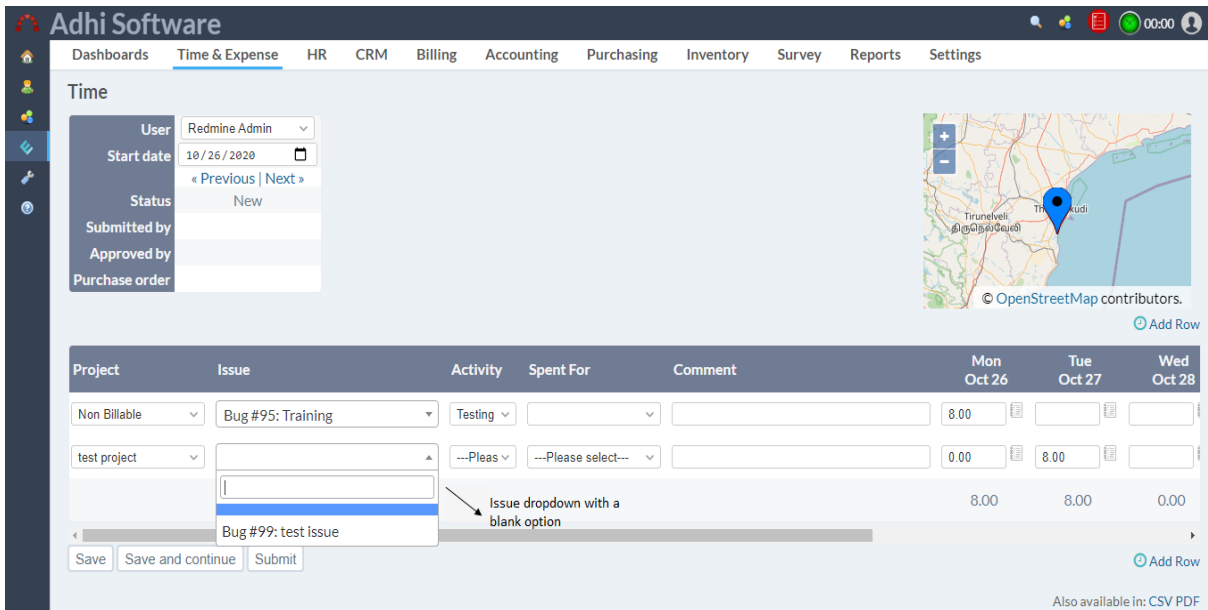 Adhi Software
00:00
Dashboards Time & Expense HR CRM Billing Accounting Purchasing Inventory Survey Reports Settings
Time
User Redmine Admin
Start date 10/26/2020
« Previous | Next »
Status New
Submitted by
Approved by
Purchase order
+
-
Tirunelveli
திருநெல்வேலி
© OpenStreetMap contributors.
Add Row
Project Issue Activity Spent For Comment Mon Oct 26 Tue Oct 27 Wed Oct 28
Non Billable Bug #95: Training Testing 8.00
test project ---Pleas ---Please select--- 0.00 8.00
Issue dropdown with a
blank option
8.00 8.00 0.00
Bug #99: test issue
Save Save and continue Submit
Add Row
Also available in: CSV PDF